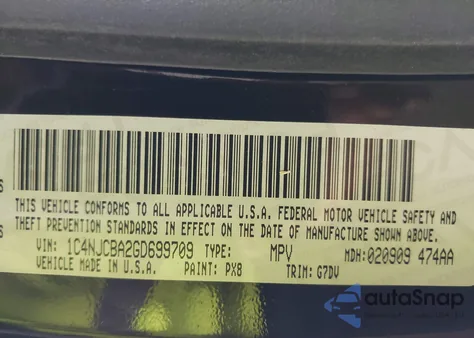 THIS VEHICLE CONFORMS TO ALL APPLICABLE U.S.A. FEDERAL MOTOR VEHICLE SAFETY AND
THEFT PREVENTION STANDARDS IN EFFECT ON THE DATE OF MANUFACTURE SHOWN ABOVE.
VIN: 1C4NJCBA2GD699709 TYPE: MPV MDH:020909 474AA
VEHICLE MADE IN U.S.A. PAINT: PX8 TRIM: G7DV
autoSnap